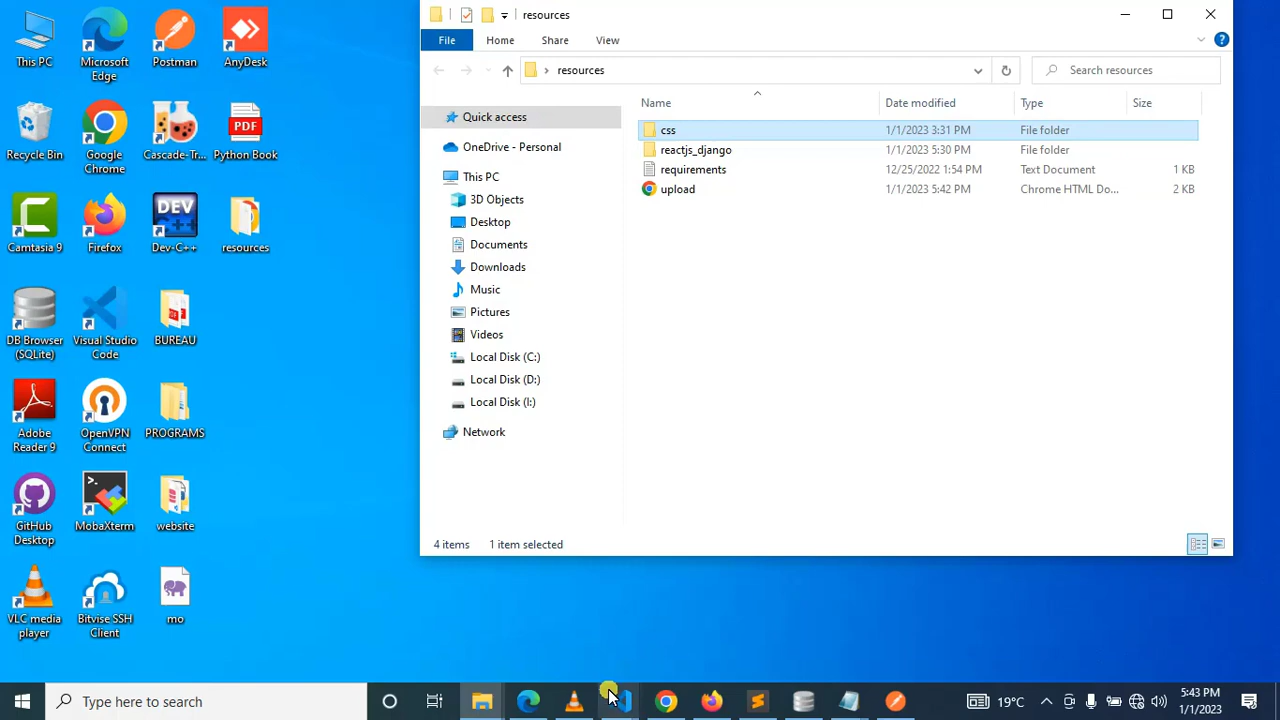 This PC
Microsoft
Edge
Postman
AnyDesk
Recycle Bin
Google
Chrome
Cascade-Tr...
PDF
Python Book
Camtasia 9
Firefox
DEV
Dev-C++
resources
DB Browser
(SQLite)
Visual Studio
Code
BUREAU
Adobe
Reader 9
OpenVPN
Connect
PROGRAMS
GitHub
Desktop
MobaXterm
website
VLC media
player
Bitvise SSH
Client
mo
resources
File Home Share View
resources
Search resources
Name Date modified Type Size
css 1/1/2023 3:31 PM File folder
reactjs_django 1/1/2023 5:30 PM File folder
requirements 12/25/2022 1:54 PM Text Document 1 KB
upload 1/1/2023 5:42 PM Chrome HTML Do... 2 KB
Quick access
OneDrive - Personal
This PC
3D Objects
Desktop
Documents
Downloads
Music
Pictures
Videos
Local Disk (C:)
Local Disk (D:)
Local Disk (I:)
Network
4 items 1 item selected
Type here to search
19°C
5:43 PM
1/1/2023